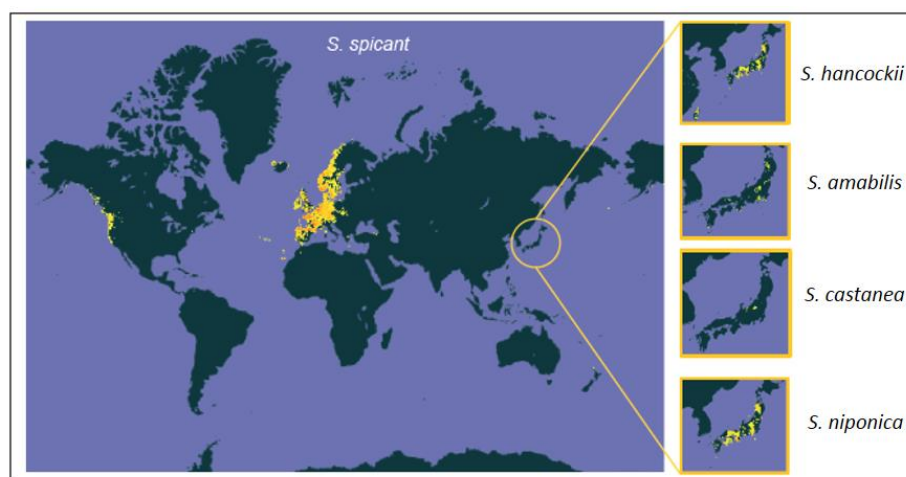 S. spicant
S. hancockii
S. amabilis
S. castanea
S. niponica